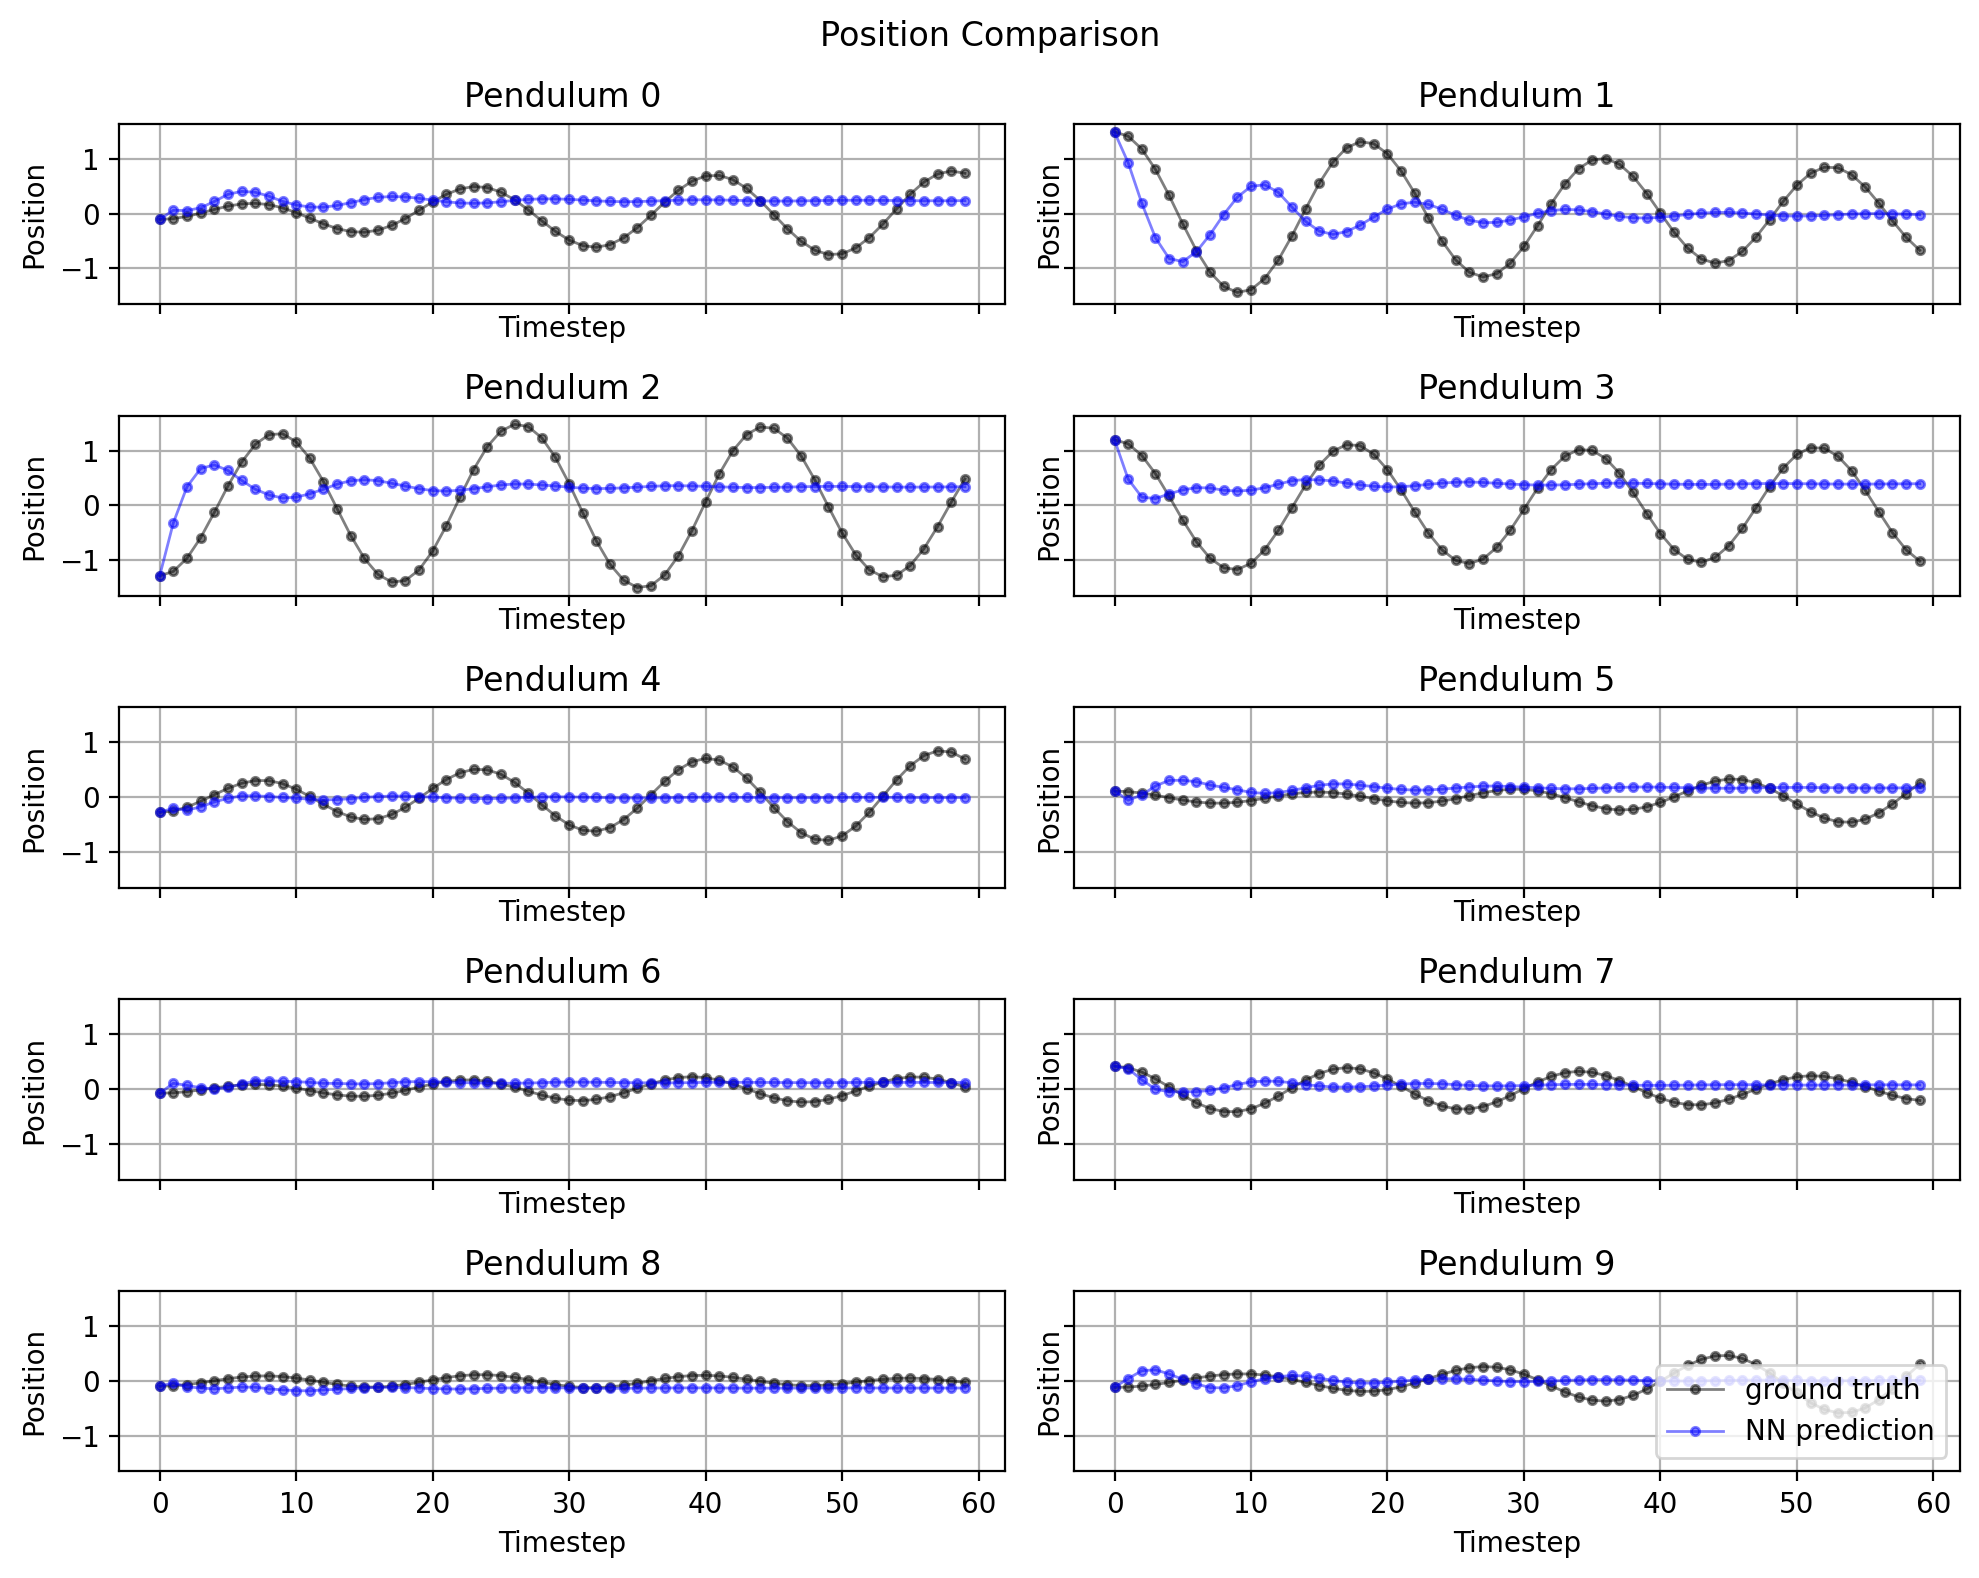 Position Comparison
Pendulum 0
Pendulum 1
Position
1
0
−1
Timestep
Position
Timestep
Pendulum 2
Pendulum 3
Position
1
0
−1
Timestep
Position
Timestep
Pendulum 4
Pendulum 5
Position
1
0
−1
Timestep
Position
Timestep
Pendulum 6
Pendulum 7
Position
1
0
−1
Timestep
Position
Timestep
Pendulum 8
Pendulum 9
Position
1
0
−1
0 10 20 30 40 50 60
Timestep
Position
ground truth
NN prediction
0 10 20 30 40 50 60
Timestep